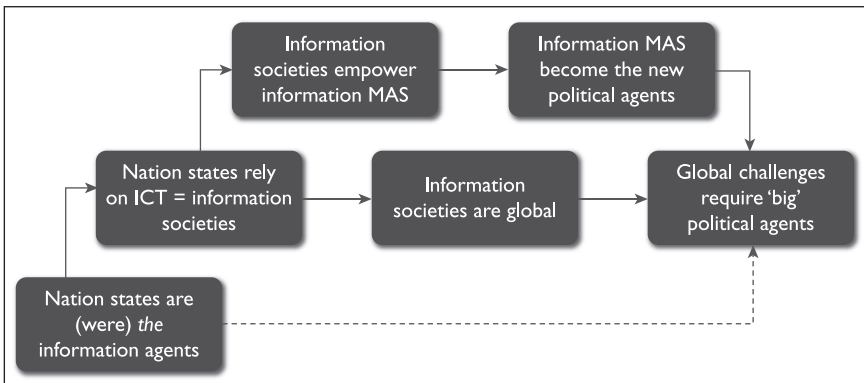 Information
societies empower
information MAS
Information MAS
become the new
political agents
Nation states rely
on ICT = information
societies
Information
societies are global
Global challenges
require ‘big’
political agents
Nation states are
(were) the
information agents